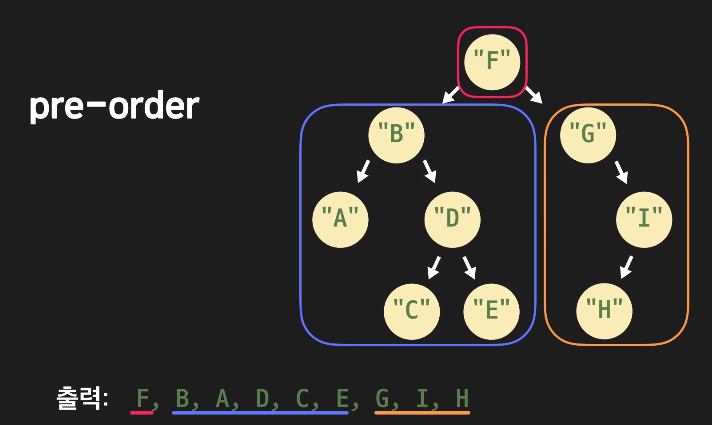 "F"
pre-order
"B"
"G"
"A"
"D"
"I"
"C"
"E"
"H"
출력: F, B, A, D, C, E, G, I, H